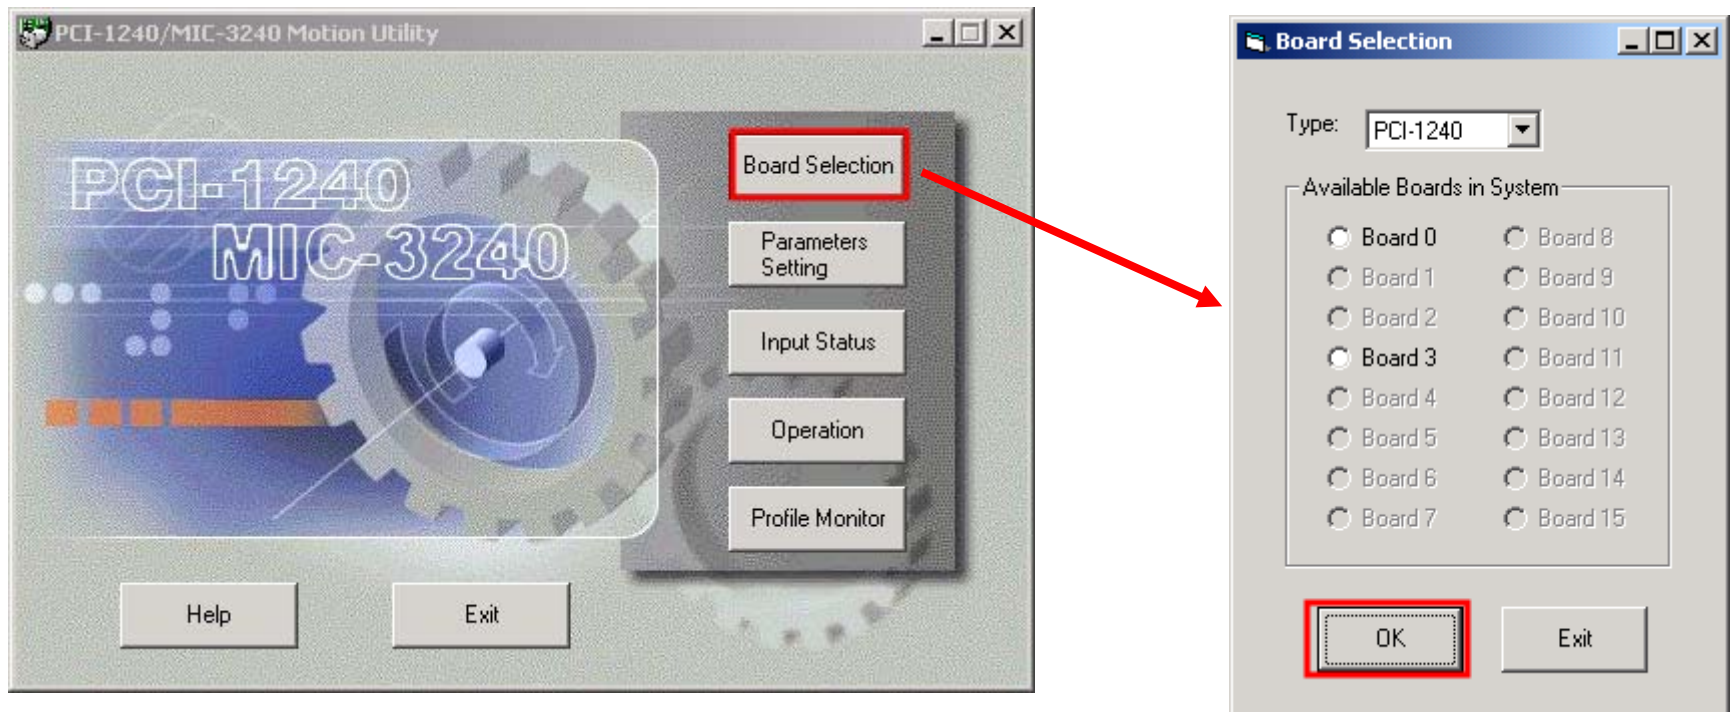 PCI-1240/MIC-3240 Motion Utility
PCI-1240
MIC-3240
Board Selection
Parameters
Setting
Input Status
Operation
Profile Monitor
Help
Exit
Board Selection
Type:
PCI-1240
Available Boards in System
Board 0
Board 8
Board 1
Board 9
Board 2
Board 10
Board 3
Board 11
Board 4
Board 12
Board 5
Board 13
Board 6
Board 14
Board 7
Board 15
OK
Exit